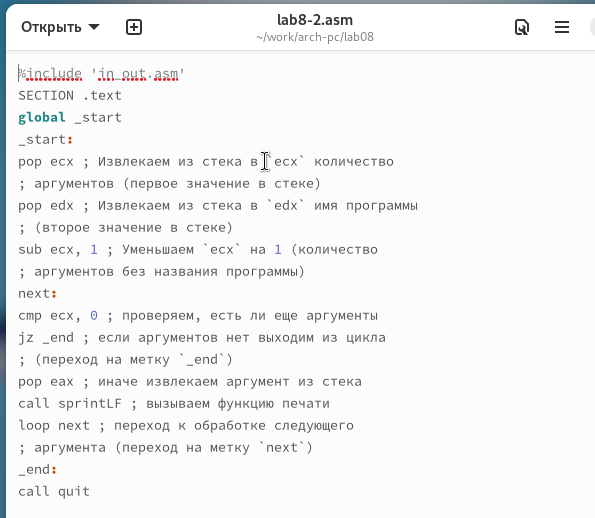 Открыть
lab8-2.asm
~/work/arch-pc/lab08
%include 'in_out.asm'
SECTION .text
global _start
_start:
pop ecx ; Извлекаем из стека в `ecx` количество
; аргументов (первое значение в стеке)
pop edx ; Извлекаем из стека в `edx` имя программы
; (второе значение в стеке)
sub ecx, 1 ; Уменьшаем `ecx` на 1 (количество
; аргументов без названия программы)
next:
cmp ecx, 0 ; проверяем, есть ли еще аргументы
jz _end ; если аргументов нет выходим из цикла
; (переход на метку `_end`)
pop eax ; иначе извлекаем аргумент из стека
call sprintLF ; вызываем функцию печати
loop next ; переход к обработке следующего
; аргумента (переход на метку `next`)
_end:
call quit